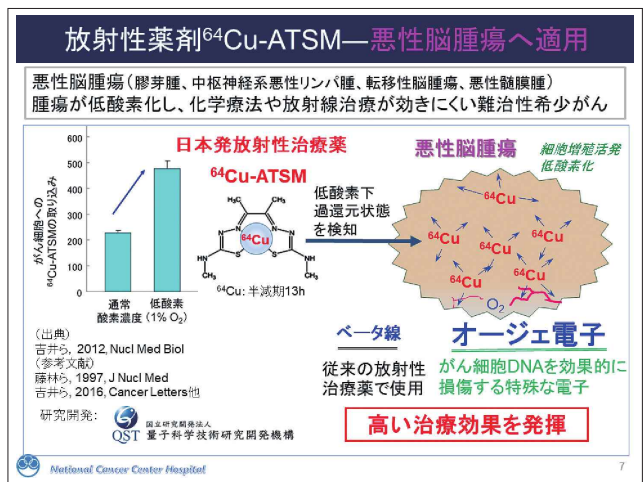 放射性薬剤⁶⁴Cu-ATSM―悪性脳腫瘍へ適用
悪性脳腫瘍（膠芽腫、中枢神経系悪性リンパ腫、転移性脳腫瘍、悪性髄膜腫）
腫瘍が低酸素化し、化学療法や放射線治療が効きにくい難治性希少がん
がん細胞への
⁶⁴Cu-ATSMの取り込み
600
500
400
300
200
100
0
通常
酸素濃度
低酸素
(1% O₂)
日本発放射性治療薬
⁶⁴Cu-ATSM
H₃C
CH₃
N
N
N
N
⁶⁴Cu
S
S
HN
NH
H₃C
CH₃
⁶⁴Cu: 半減期13h
低酸素下
過還元状態
を検知
悪性脳腫瘍
細胞増殖活発
低酸素化
⁶⁴Cu
⁶⁴Cu
⁶⁴Cu
⁶⁴Cu
⁶⁴Cu
⁶⁴Cu
O₂
（出典）
吉井ら, 2012, Nucl Med Biol
（参考文献）
藤林ら, 1997, J Nucl Med
吉井ら, 2016, Cancer Letters他
研究開発:
QST
国立研究開発法人
量子科学技術研究開発機構
ベータ線
従来の放射性
治療薬で使用
オージェ電子
がん細胞DNAを効果的に
損傷する特殊な電子
高い治療効果を発揮
National Cancer Center Hospital
7